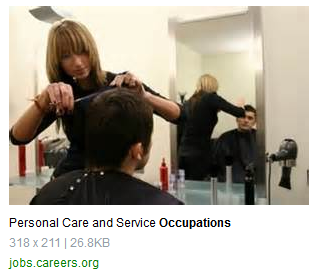 Personal Care and Service Occupations
318 x 211 | 26.8KB
jobs.careers.org